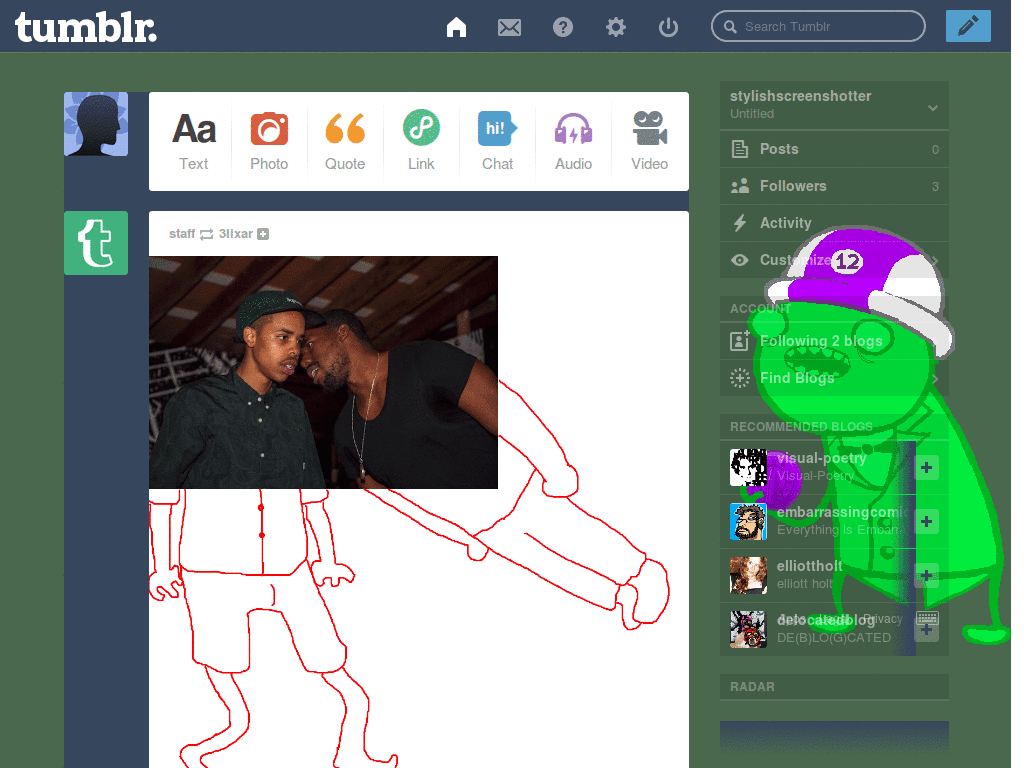 tumblr.
Search Tumblr
Aa
hi!
Text
Photo
Quote
Link
Chat
Audio
Video
staff
3lixar
stylishscreenshotter
Untitled
Posts 0
Followers 3
Activity
Customize
12
ACCOUNT
Following 2 blogs
Find Blogs
RECOMMENDED BLOGS
visual-poetry
Visual-Poetry
embarrassingcomic
Everything is Embarr
elliottholt
elliott holt
delocatedblog
Privacy
DE(B)LO(G)CATED
RADAR